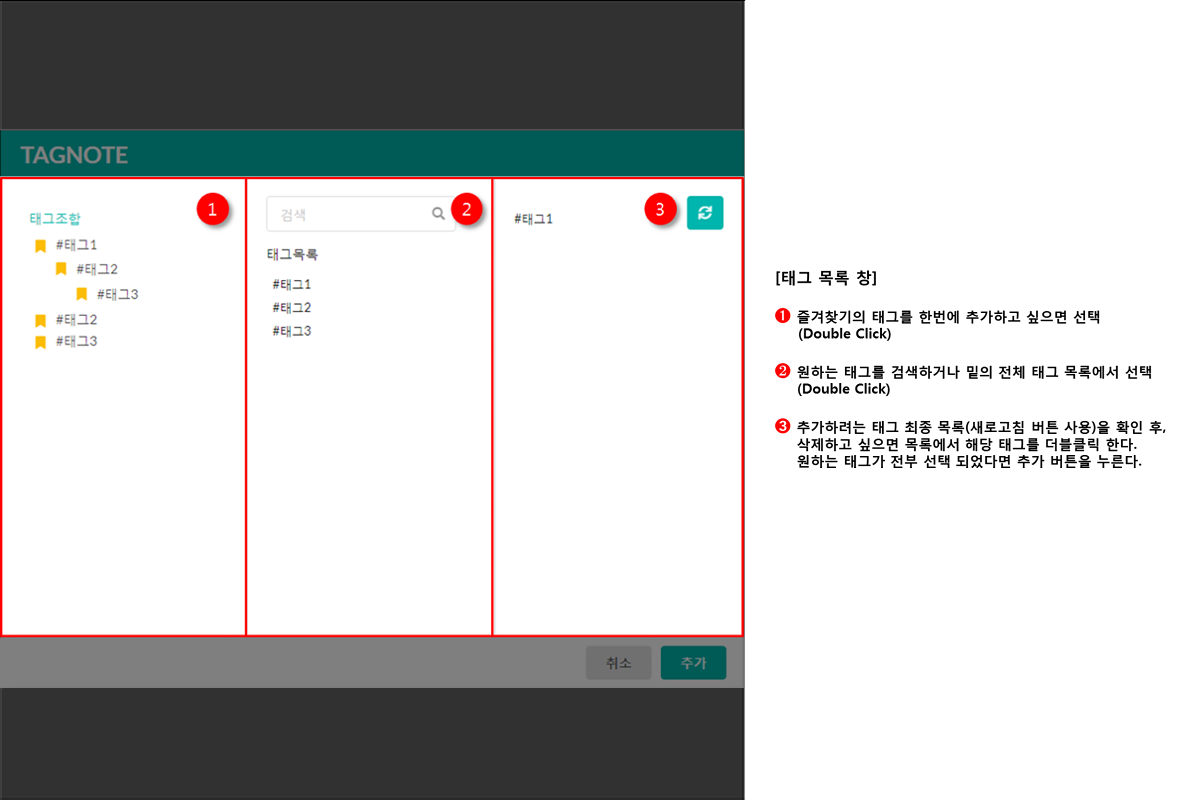 TAGNOTE
태그조합
1
#태그1
#태그2
#태그3
#태그2
#태그3
검색
2
태그목록
#태그1
#태그2
#태그3
#태그1
3
취소
추가
[태그 목록 창]
1 즐겨찾기의 태그를 한번에 추가하고 싶으면 선택
(Double Click)
2 원하는 태그를 검색하거나 밑의 전체 태그 목록에서 선택
(Double Click)
3 추가하려는 태그 최종 목록(새로고침 버튼 사용)을 확인 후,
삭제하고 싶으면 목록에서 해당 태그를 더블클릭 한다.
원하는 태그가 전부 선택 되었다면 추가 버튼을 누른다.